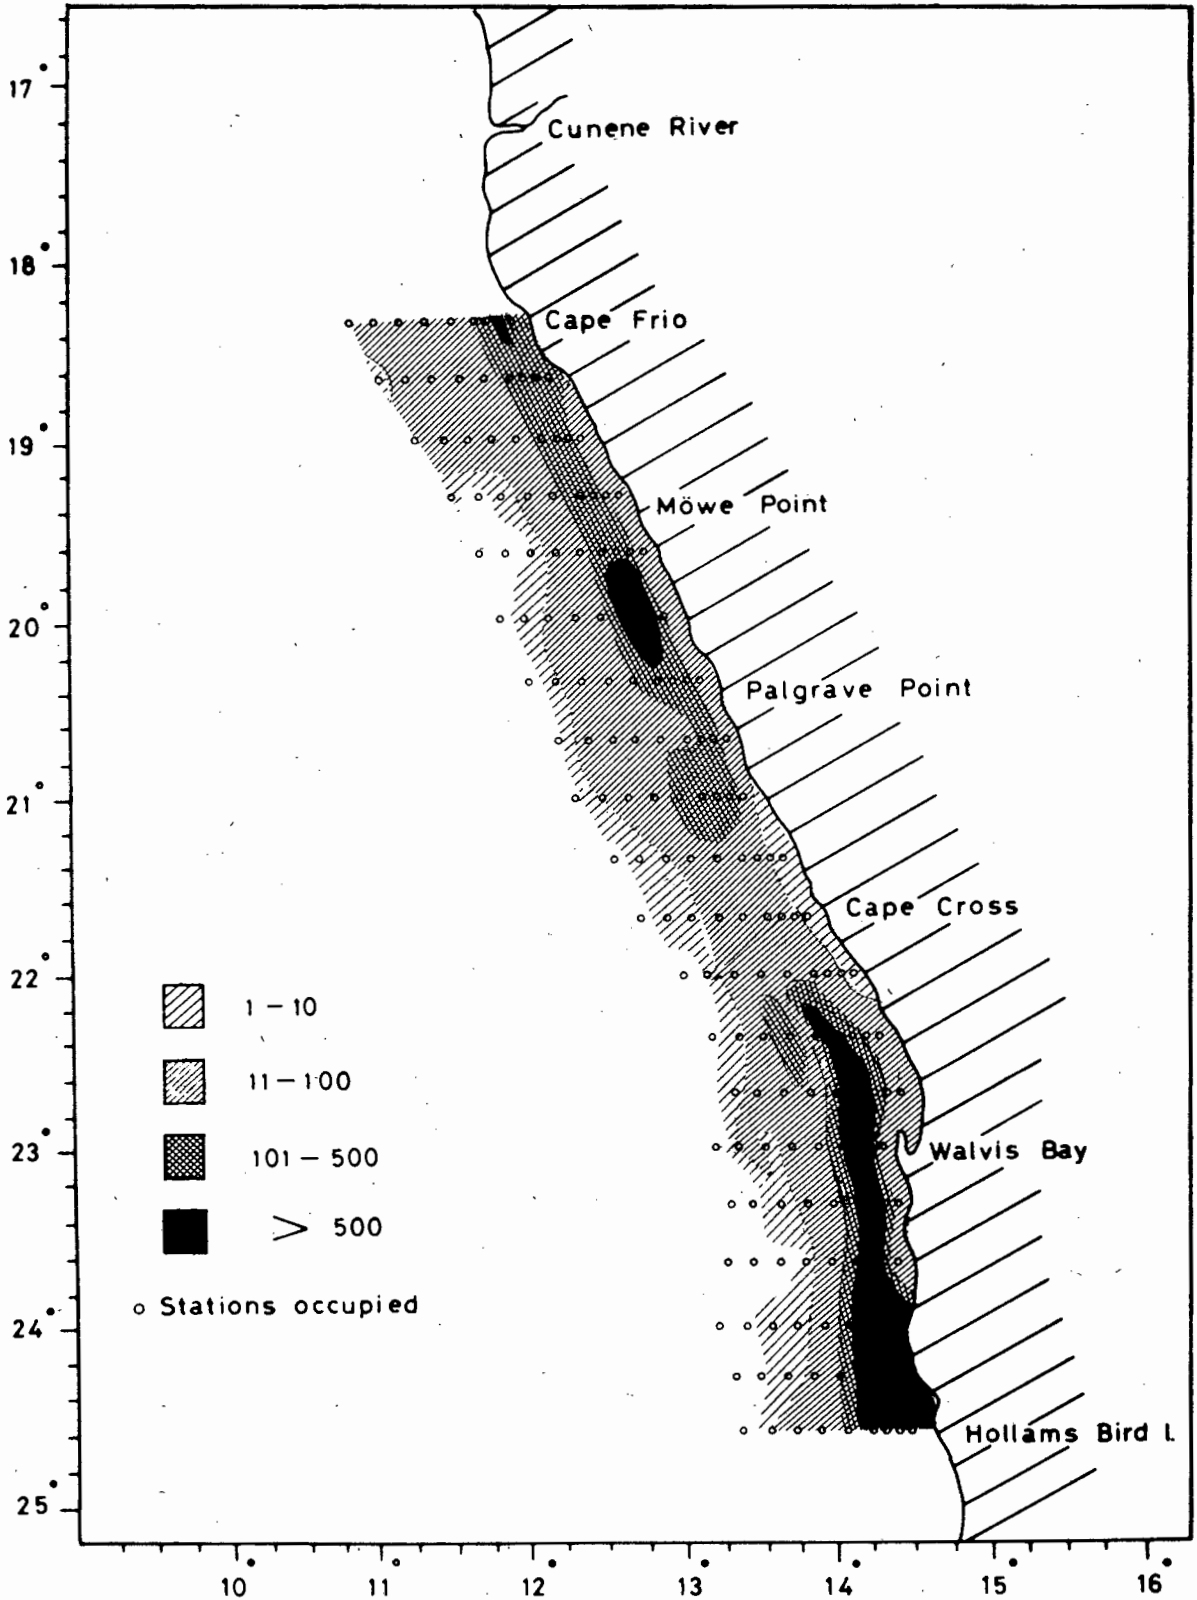 17°
Cunene River
18°
Cape Frio
19°
Möwe Point
20°
Palgrave Point
21°
Cape Cross
22°
1 – 10
11 – 100
23°
101 – 500
Walvis Bay
> 500
Stations occupied
24°
Hollams Bird I.
25°
10° 11° 12° 13° 14° 15° 16°